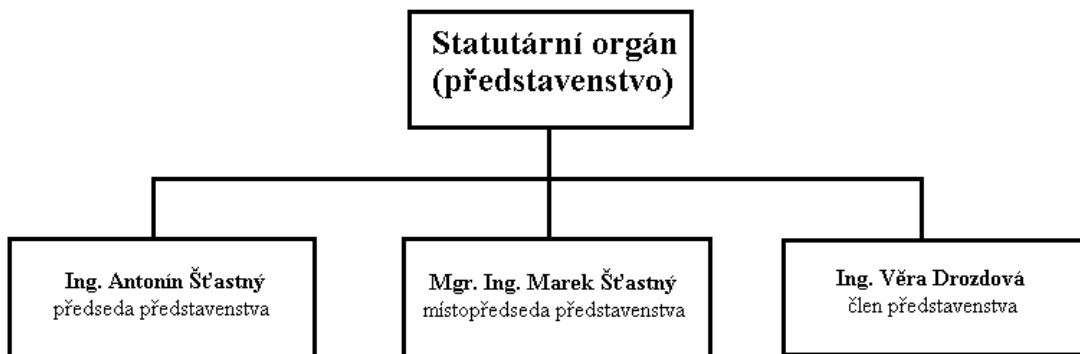 Statutární orgán
(představenstvo)
Ing. Antonín Šťastný
předseda představenstva
Mgr. Ing. Marek Šťastný
místopředseda představenstva
Ing. Věra Drozdová
člen představenstva